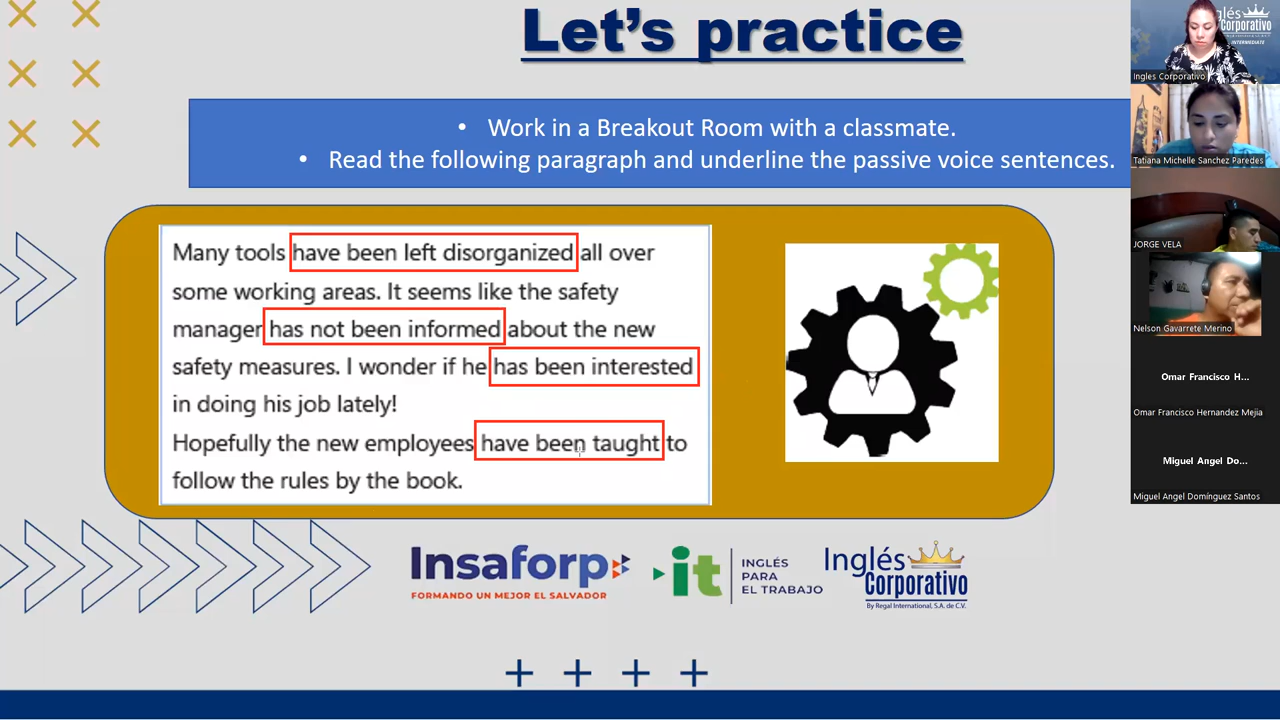 Let's practice
• Work in a Breakout Room with a classmate.
• Read the following paragraph and underline the passive voice sentences.
Many tools have been left disorganized all over
some working areas. It seems like the safety
manager has not been informed about the new
safety measures. I wonder if he has been interested
in doing his job lately!
Hopefully the new employees have been taught to
follow the rules by the book.
Insaforp
FORMANDO UN MEJOR EL SALVADOR
it
INGLÉS
PARA
EL TRABAJO
Inglés
Corporativo
By Regal International, S.A. de C.V.
Inglés
Corporativo
INTERMEDIATE
Ingles Corporativo
Tatiana Michelle Sanchez Paredes
JORGE VELA
Nelson Gavarrete Merino
Omar Francisco H...
Omar Francisco Hernandez Mejia
Miguel Angel Do...
Miguel Angel Domínguez Santos